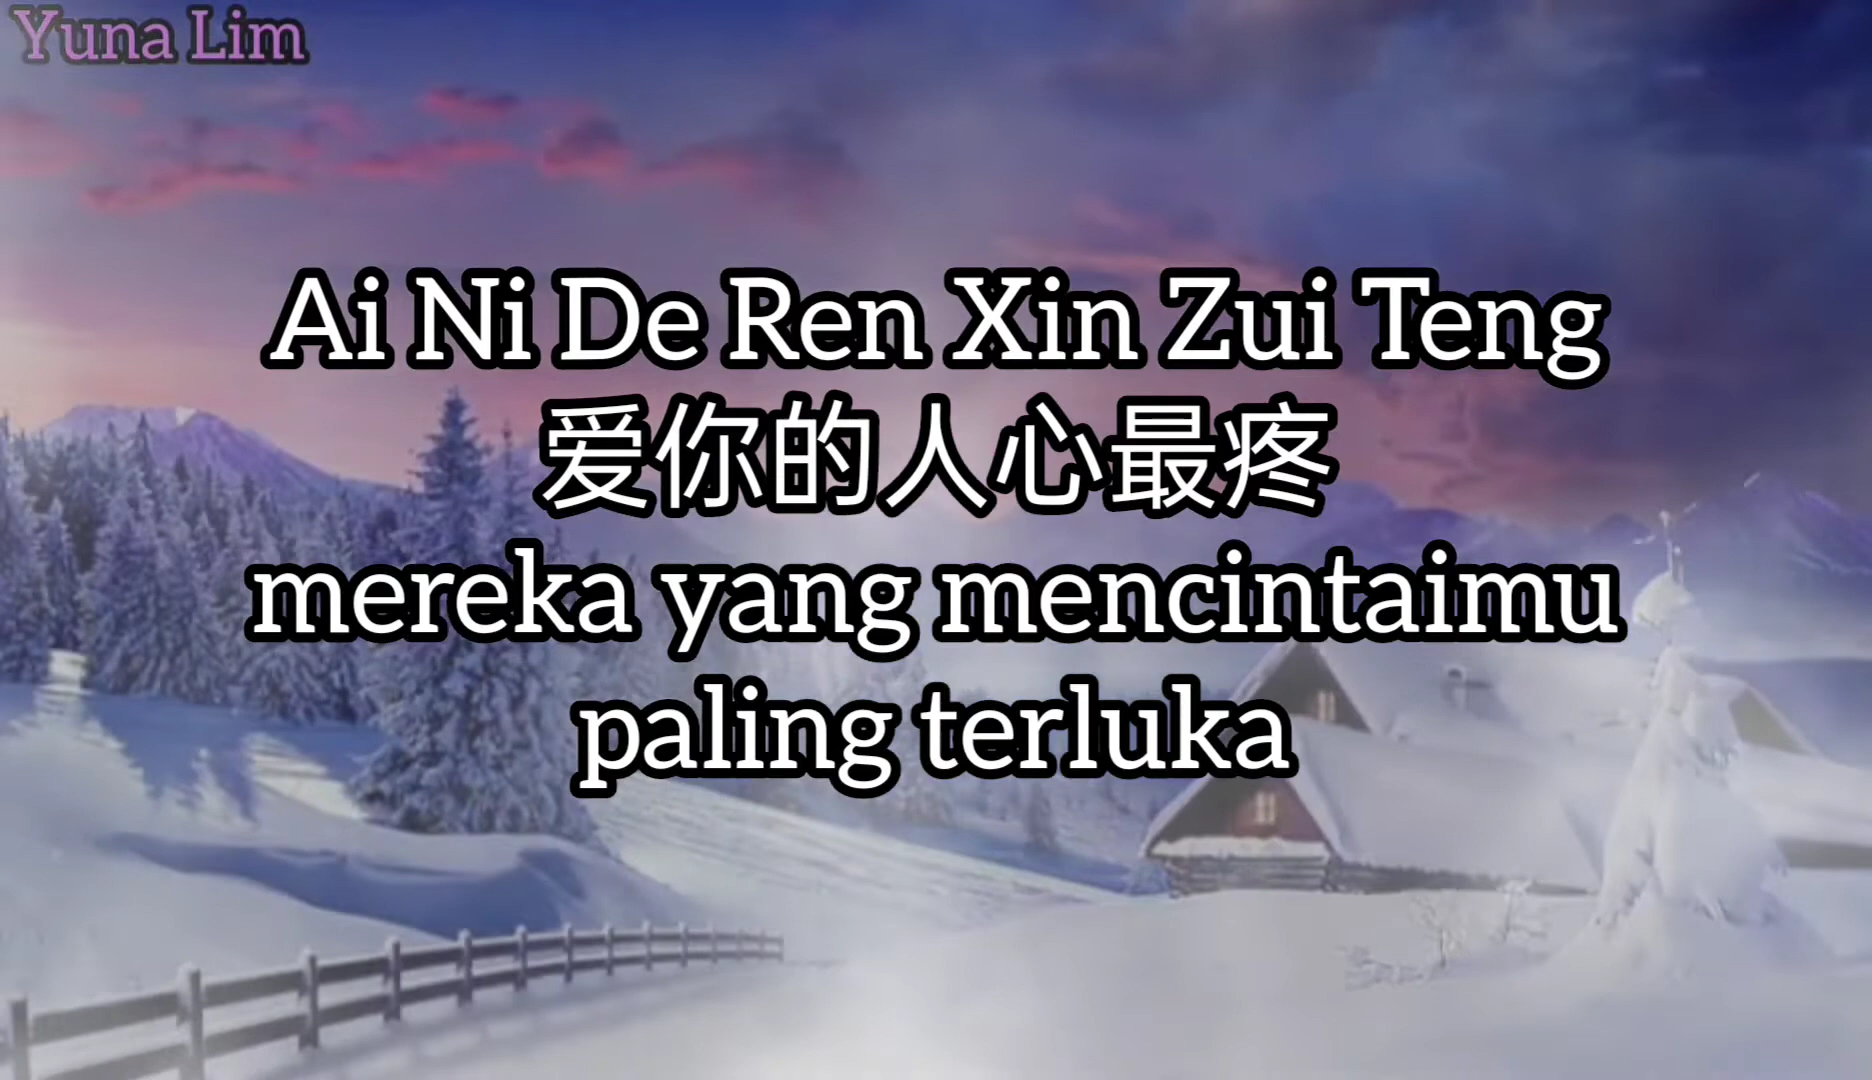 Yuna Lim
Ai Ni De Ren Xin Zui Teng
爱你的人心最疼
mereka yang mencintaimu
paling terluka